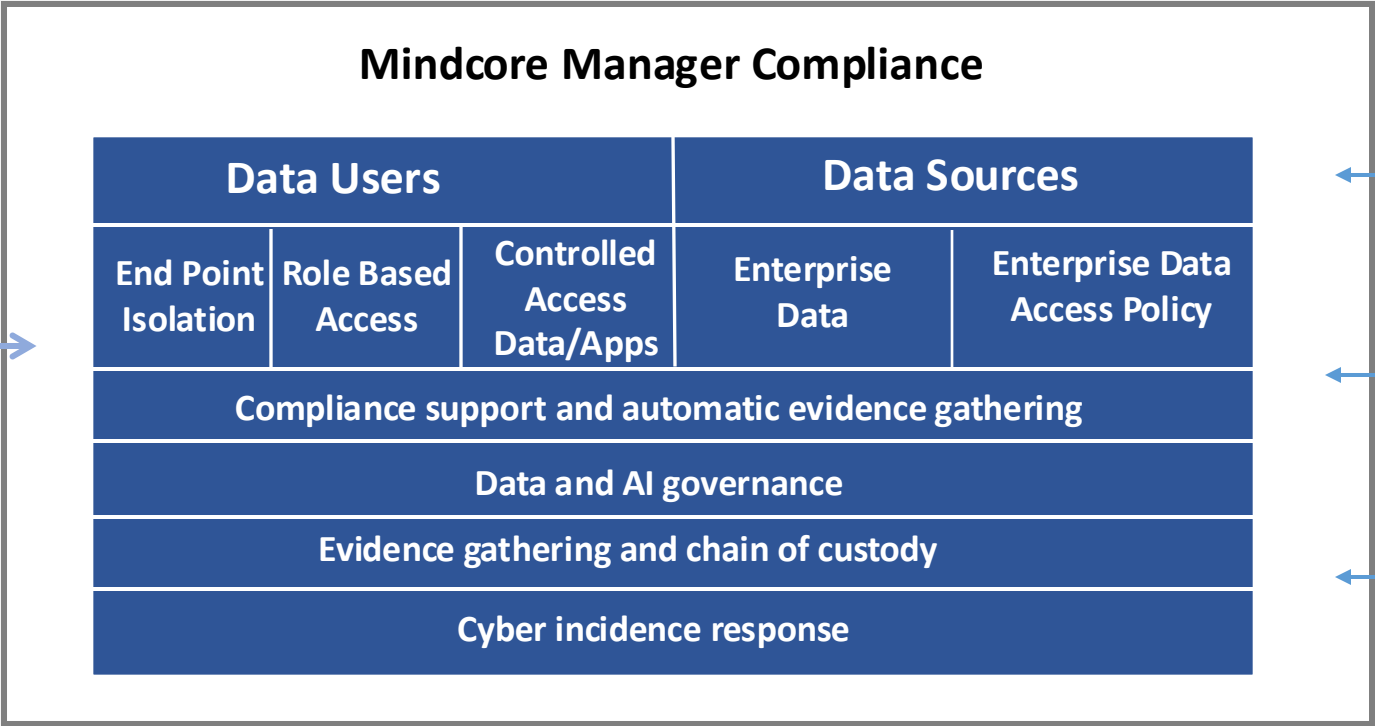 Mindcore Manager Compliance
Data Users
Data Sources
End Point
Isolation
Role Based
Access
Controlled
Access
Data/Apps
Enterprise
Data
Enterprise Data
Access Policy
Compliance support and automatic evidence gathering
Data and AI governance
Evidence gathering and chain of custody
Cyber incidence response